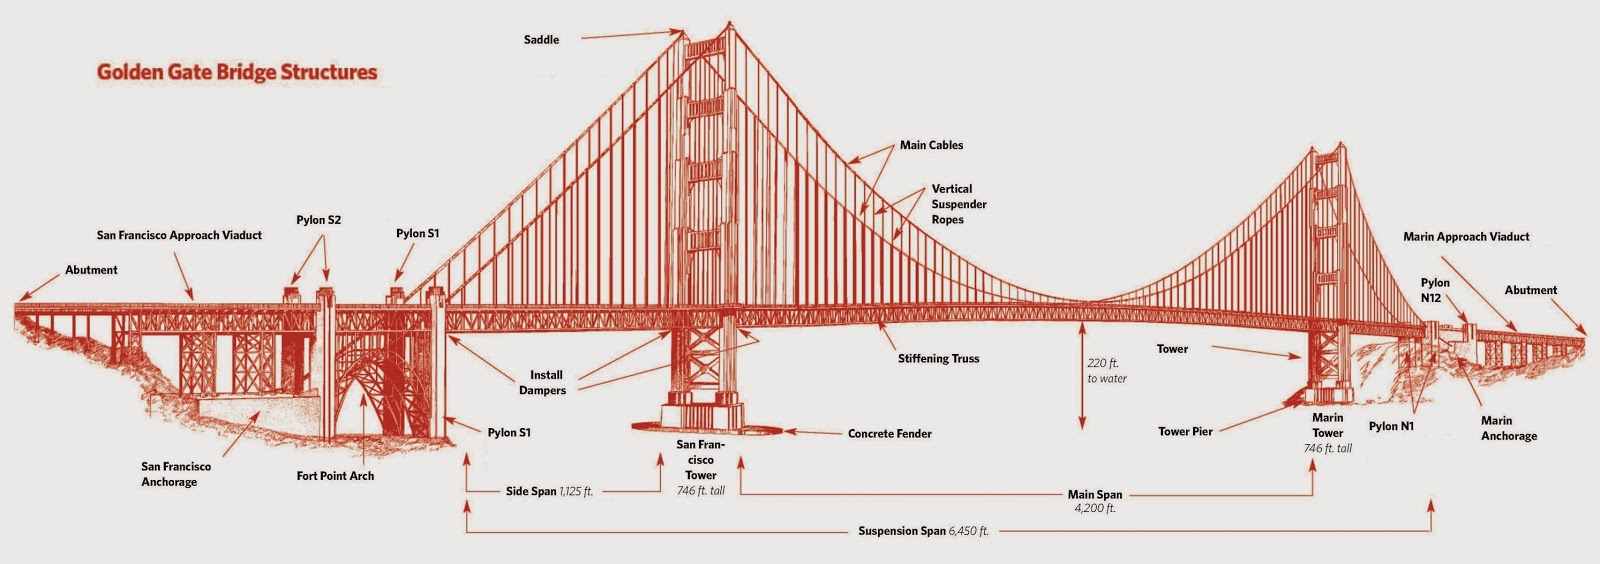 Golden Gate Bridge Structures
Saddle
Main Cables
Vertical
Suspender
Ropes
Pylon S2
San Francisco Approach Viaduct
Pylon S1
Abutment
Marin Approach Viaduct
Pylon
N12
Abutment
Install
Dampers
Stiffening Truss
220 ft.
to water
Tower
Pylon S1
Concrete Fender
Tower Pier
Marin
Tower
746 ft. tall
Pylon N1
Marin
Anchorage
San Francisco
Anchorage
Fort Point Arch
San Fran-
cisco
Tower
746 ft. tall
Side Span 1,125 ft.
Main Span
4,200 ft.
Suspension Span 6,450 ft.